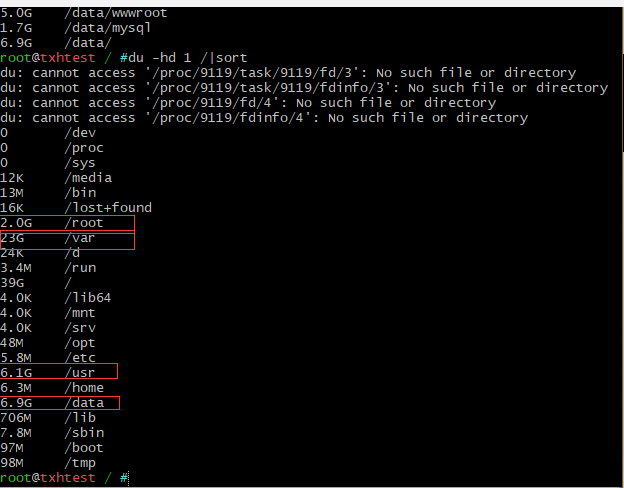 5.0G    /data/wwwroot
1.7G    /data/mysql
6.9G    /data/
root@txhtest / #du -hd 1 /|sort
du: cannot access '/proc/9119/task/9119/fd/3': No such file or directory
du: cannot access '/proc/9119/task/9119/fdinfo/3': No such file or directory
du: cannot access '/proc/9119/fd/4': No such file or directory
du: cannot access '/proc/9119/fdinfo/4': No such file or directory
0       /dev
0       /proc
0       /sys
12K     /media
13M     /bin
16K     /lost+found
2.0G    /root
23G     /var
24K     /d
3.4M    /run
39G     /
4.0K    /lib64
4.0K    /mnt
4.0K    /srv
48M     /opt
5.8M    /etc
6.1G    /usr
6.3M    /home
6.9G    /data
706M    /lib
7.8M    /sbin
97M     /boot
98M     /tmp
root@txhtest / #